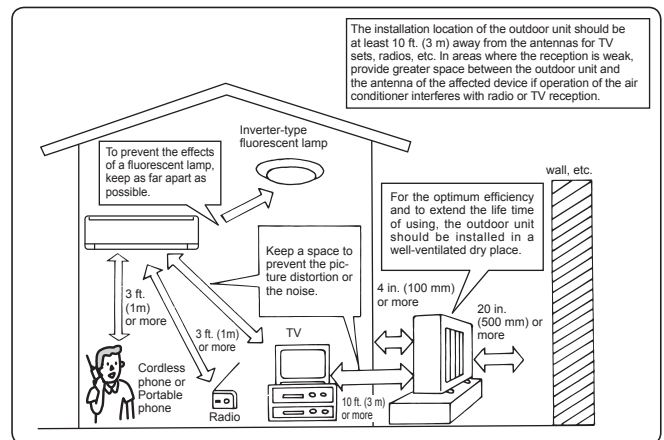 The installation location of the outdoor unit should be
at least 10 ft. (3 m) away from the antennas for TV
sets, radios, etc. In areas where the reception is weak,
provide greater space between the outdoor unit and
the antenna of the affected device if operation of the air
conditioner interferes with radio or TV reception.
Inverter-type
fluorescent lamp
To prevent the effects
of a fluorescent lamp,
keep as far apart as
possible.
wall, etc.
For the optimum efficiency
and to extend the life time
of using, the outdoor unit
should be installed in a
well-ventilated dry place.
Keep a space to
prevent the pic-
ture distortion or
the noise.
4 in. (100 mm)
or more
20 in.
(500 mm) or
more
3 ft.
(1m)
or more
3 ft. (1m)
or more
TV
Cordless
phone or
Portable
phone
Radio
10 ft. (3 m)
or more